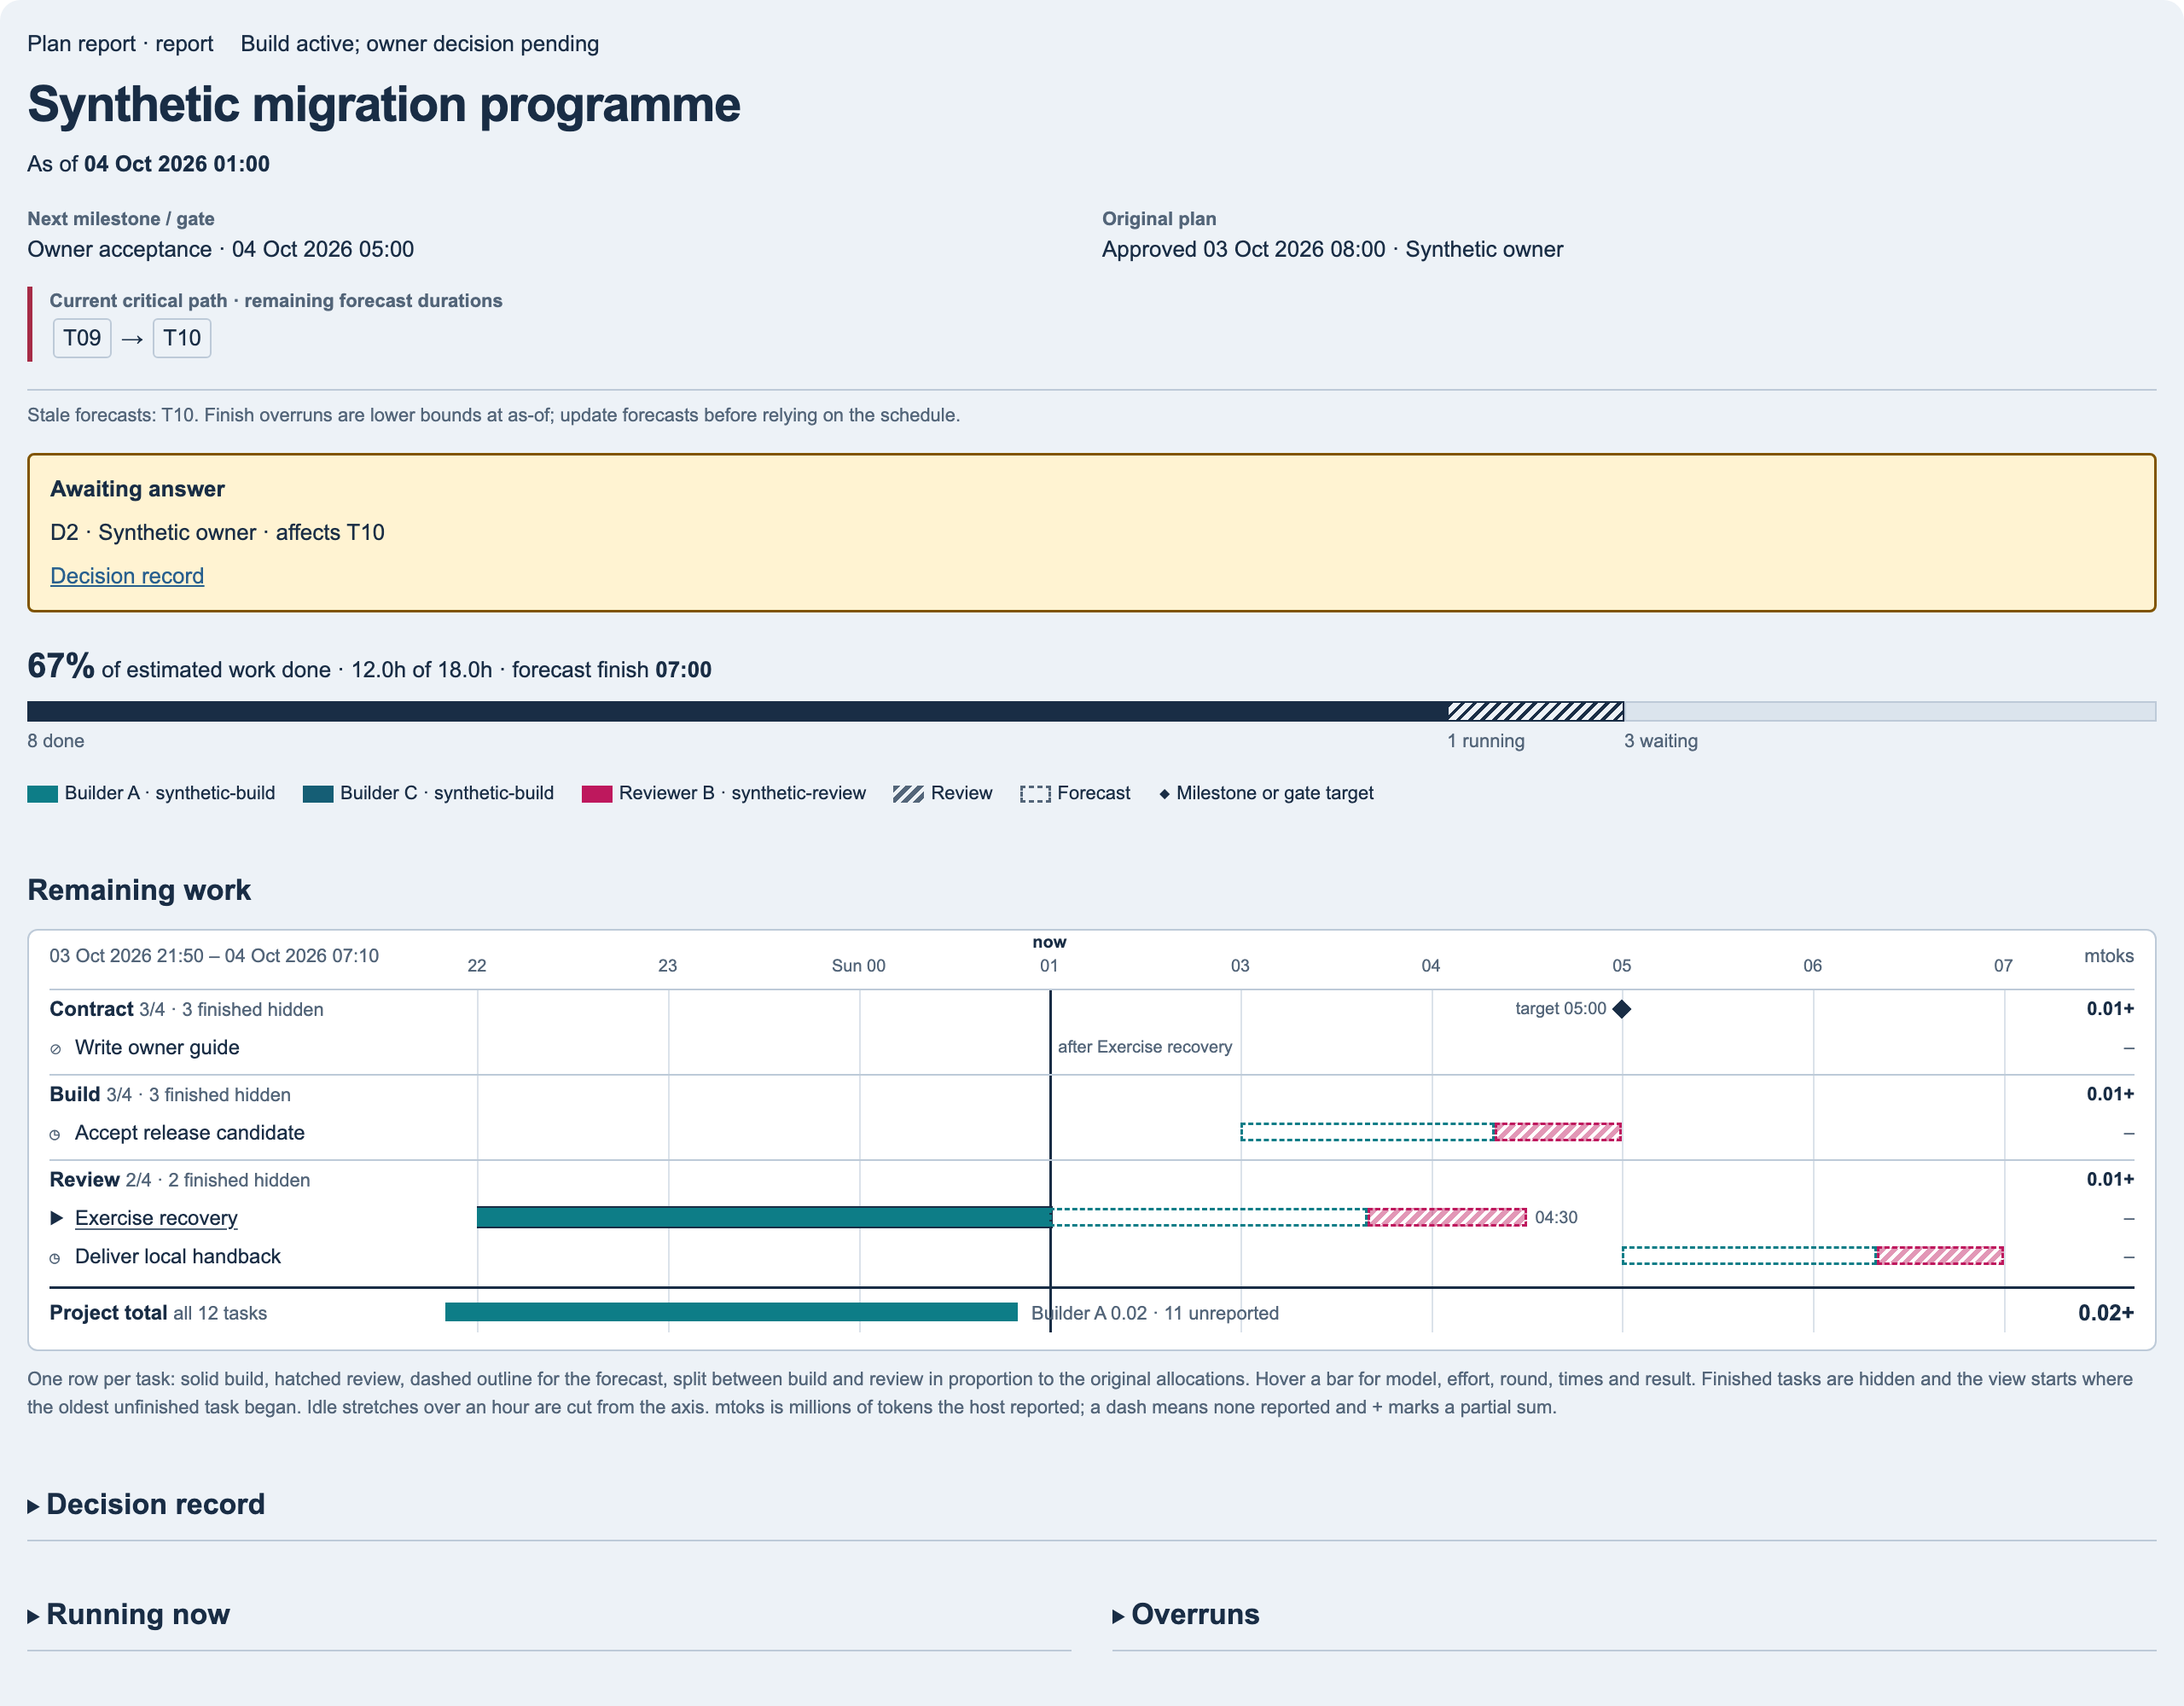 Plan report · report Build active; owner decision pending
Synthetic migration programme
As of 04 Oct 2026 01:00
Next milestone / gate
Owner acceptance · 04 Oct 2026 05:00
Original plan
Approved 03 Oct 2026 08:00 · Synthetic owner
Current critical path · remaining forecast durations
T09 → T10
Stale forecasts: T10. Finish overruns are lower bounds at as-of; update forecasts before relying on the schedule.
Awaiting answer
D2 · Synthetic owner · affects T10
Decision record
67% of estimated work done · 12.0h of 18.0h · forecast finish 07:00
8 done 1 running 3 waiting
Builder A · synthetic-build Builder C · synthetic-build Reviewer B · synthetic-review Review Forecast Milestone or gate target
Remaining work
now
03 Oct 2026 21:50 – 04 Oct 2026 07:10 22 23 Sun 00 01 03 04 05 06 07 mtoks
Contract 3/4 · 3 finished hidden target 05:00 0.01+
Write owner guide after Exercise recovery –
Build 3/4 · 3 finished hidden 0.01+
Accept release candidate –
Review 2/4 · 2 finished hidden 0.01+
Exercise recovery 04:30 –
Deliver local handback –
Project total all 12 tasks Builder A 0.02 · 11 unreported 0.02+
One row per task: solid build, hatched review, dashed outline for the forecast, split between build and review in proportion to the original allocations. Hover a bar for model, effort, round, times and result. Finished tasks are hidden and the view starts where
the oldest unfinished task began. Idle stretches over an hour are cut from the axis. mtoks is millions of tokens the host reported; a dash means none reported and + marks a partial sum.
Decision record
Running now
Overruns